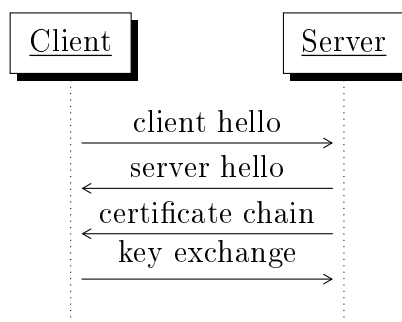 Client
Server
client hello
server hello
certificate chain
key exchange